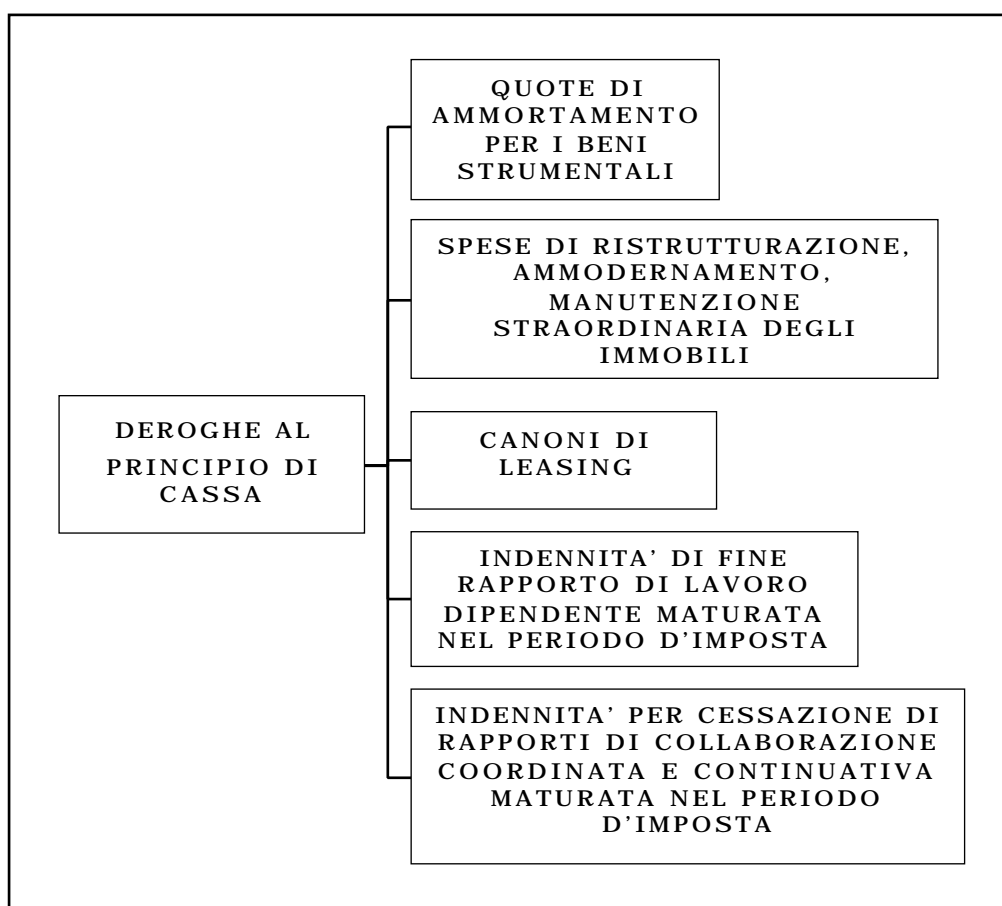 DEROGHE AL
PRINCIPIO DI
CASSA
QUOTE DI
AMMORTAMENTO
PER I BENI
STRUMENTALI
SPESE DI RISTRUTTURAZIONE,
AMMODERNAMENTO,
MANUTENZIONE
STRAORDINARIA DEGLI
IMMOBILI
CANONI DI
LEASING
INDENNITA' DI FINE
RAPPORTO DI LAVORO
DIPENDENTE MATURATA
NEL PERIODO D'IMPOSTA
INDENNITA' PER CESSAZIONE DI
RAPPORTI DI COLLABORAZIONE
COORDINATA E CONTINUATIVA
MATURATA NEL PERIODO
D'IMPOSTA